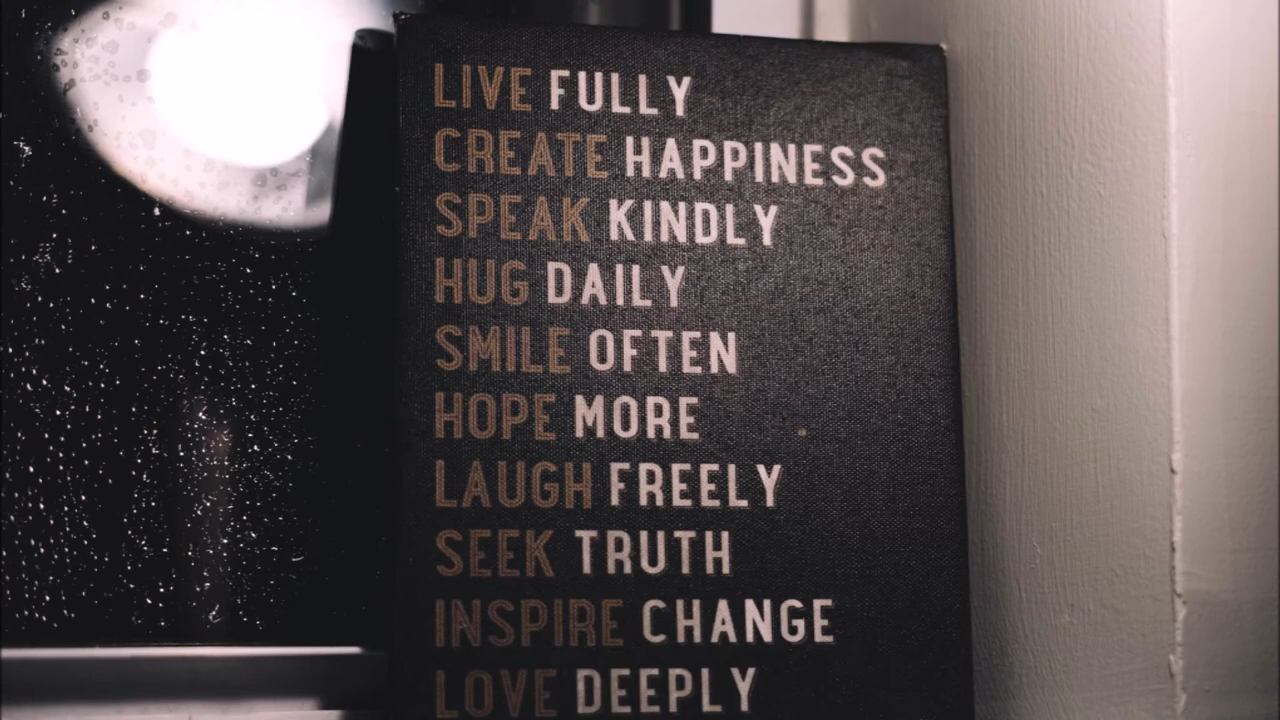 LIVE FULLY
CREATE HAPPINESS
SPEAK KINDLY
HUG DAILY
SMILE OFTEN
HOPE MORE
LAUGH FREELY
SEEK TRUTH
INSPIRE CHANGE
LOVE DEEPLY